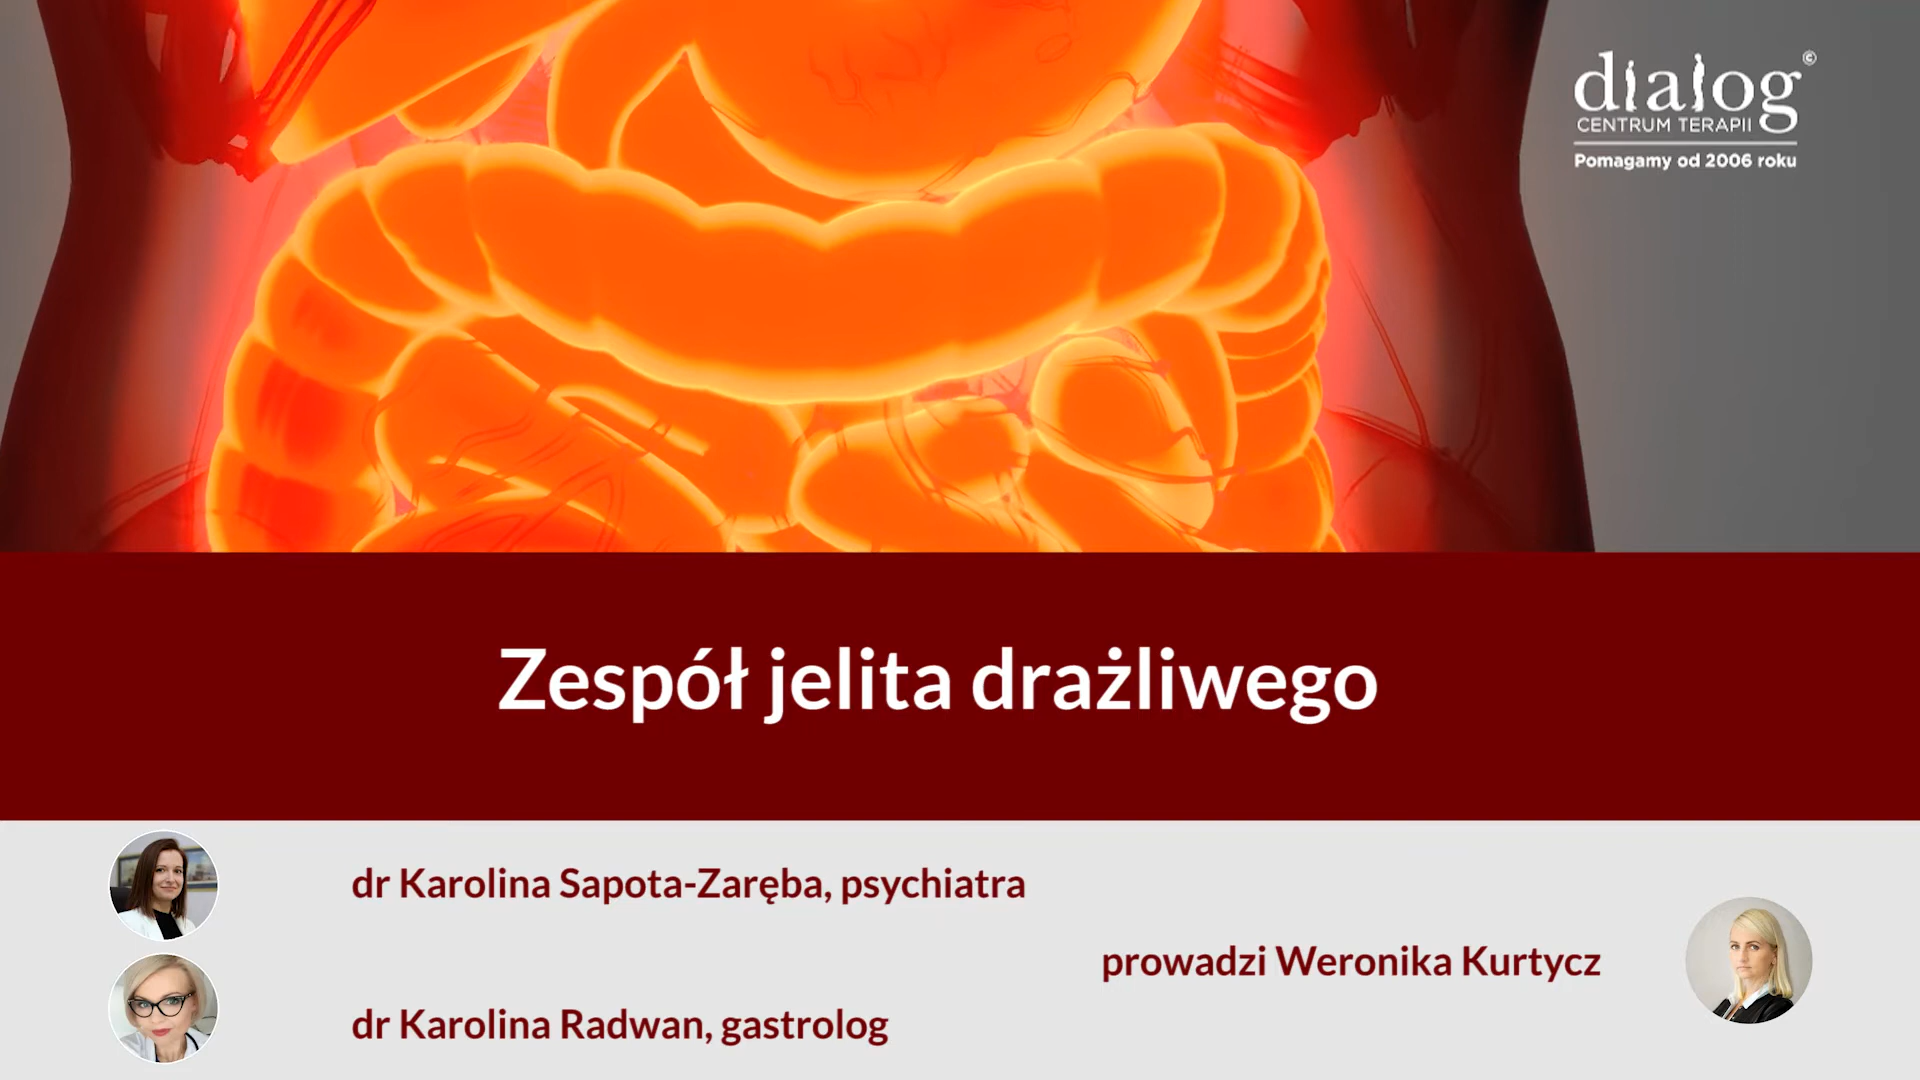 dialog©
CENTRUM TERAPII
Pomagamy od 2006 roku
Zespół jelita drażliwego
dr Karolina Sapota-Zaręba, psychiatra
prowadzi Weronika Kurtycz
dr Karolina Radwan, gastrolog